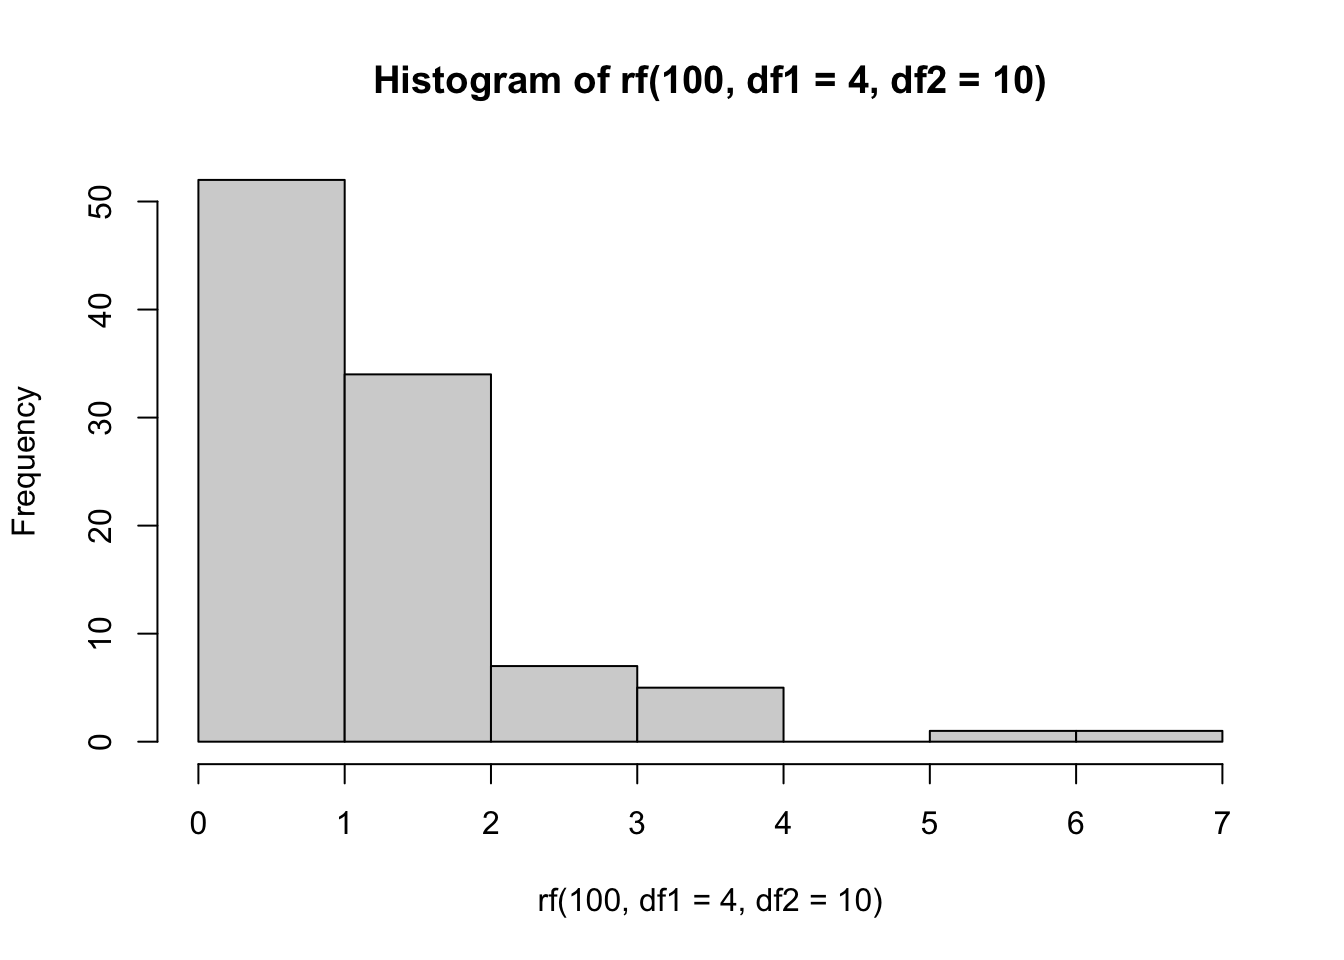 Histogram of rf(100, df1 = 4, df2 = 10)
Frequency
50
40
30
20
10
0
0 1 2 3 4 5 6 7
rf(100, df1 = 4, df2 = 10)